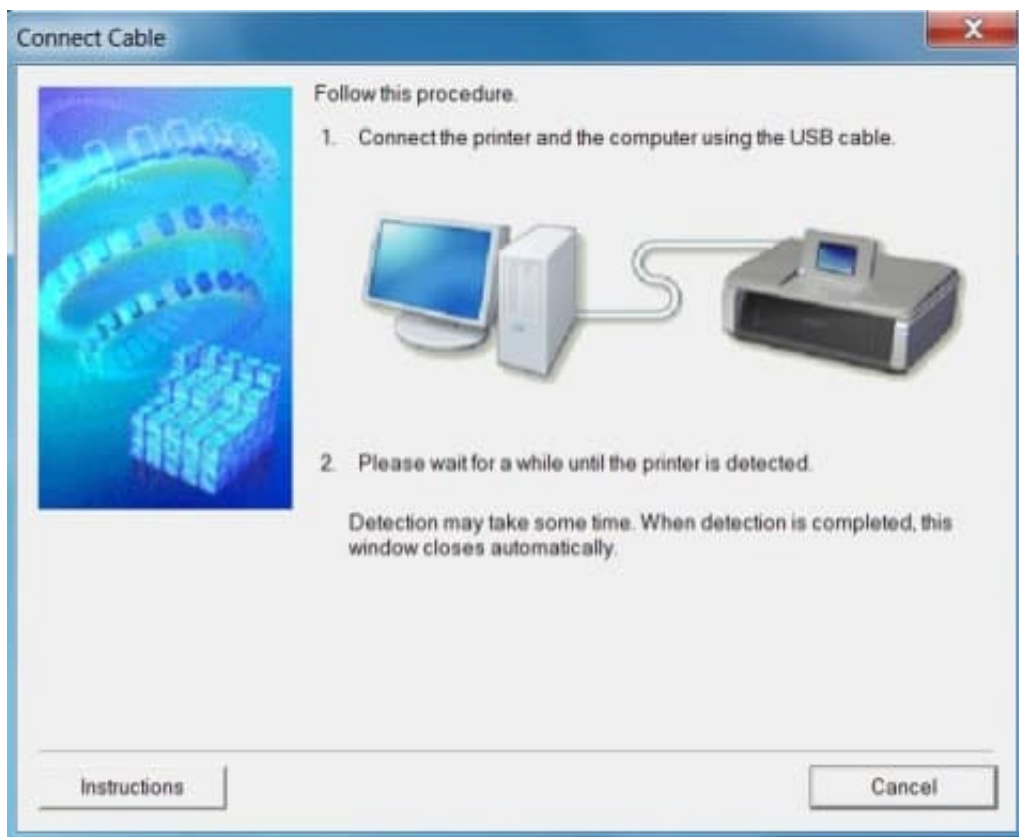 Connect Cable
Follow this procedure.
1. Connect the printer and the computer using the USB cable.
2. Please wait for a while until the printer is detected.
Detection may take some time. When detection is completed, this
window closes automatically.
Instructions
Cancel